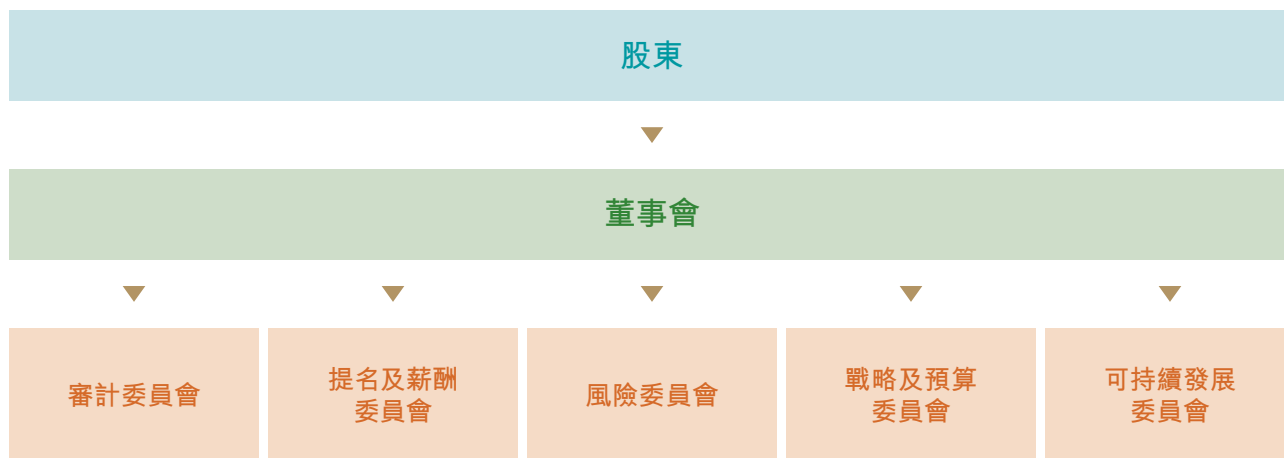 股東
董事會
審計委員會
提名及薪酬
委員會
風險委員會
戰略及預算
委員會
可持續發展
委員會